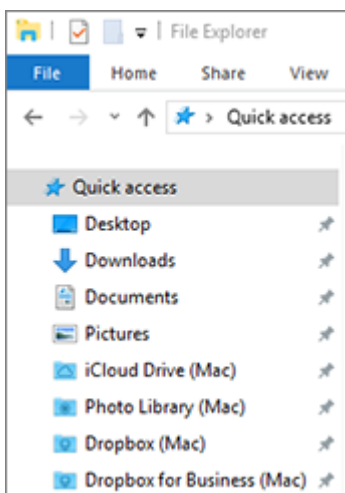 File Explorer
File Home Share View
Quick access
Quick access
Desktop
Downloads
Documents
Pictures
iCloud Drive (Mac)
Photo Library (Mac)
Dropbox (Mac)
Dropbox for Business (Mac)